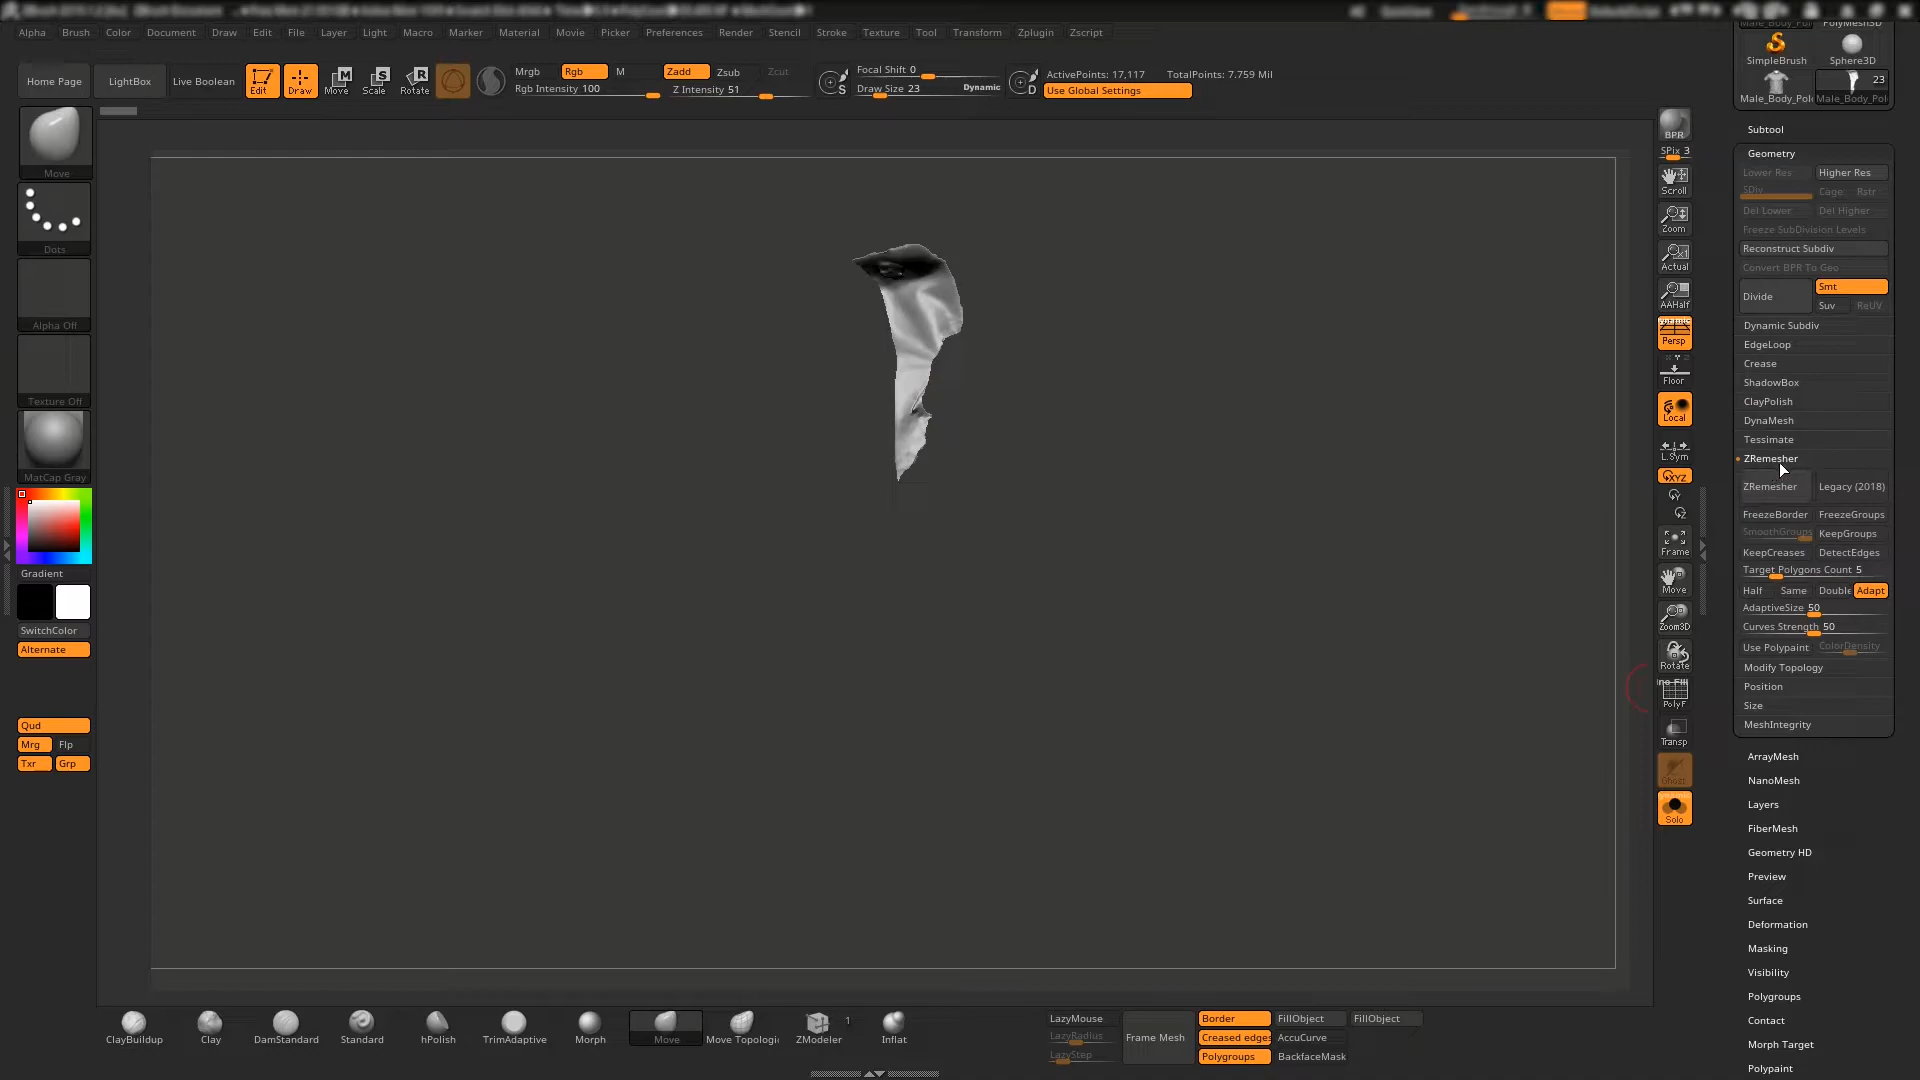 Alpha Brush Color Document Draw Edit File Layer Light Macro Marker Material Movie Picker Preferences Render Stencil Stroke Texture Tool Transform Zplugin Zscript
Home Page
LightBox
Live Boolean
Edit
Draw
Move
Scale
Rotate
Mrgb
Rgb
M
Rgb Intensity 100
Zadd
Zsub
Zcut
Z Intensity 51
S
Focal Shift 0
Draw Size 23
Dynamic
D
ActivePoints: 17,117
TotalPoints: 7.759 Mil
Use Global Settings
Move
Dots
Alpha Off
Texture Off
MatCap Gray
Gradient
SwitchColor
Alternate
Qud
Mrg
Flp
Txr
Grp
BPR
SPix 3
Scroll
Zoom
Actual
AAHalf
Persp
Floor
Local
L.Sym
XYZ
Frame
Move
Zoom3D
Rotate
PolyF
Transp
Ghost
Solo
PolyMesh3D
SimpleBrush
Sphere3D
23
Male_Body_Pol
Male_Body_Pol
Subtool
Geometry
Lower Res
Higher Res
SDiv
Cage
Rstr
Del Lower
Del Higher
Freeze SubDivision Levels
Reconstruct Subdiv
Convert BPR To Geo
Divide
Smt
Suv
ReUV
Dynamic Subdiv
EdgeLoop
Crease
ShadowBox
ClayPolish
DynaMesh
Tessimate
ZRemesher
ZRemesher
Legacy (2018)
FreezeBorder
FreezeGroups
SmoothGroups
KeepGroups
KeepCreases
DetectEdges
Target Polygons Count 5
Half
Same
Double
Adapt
AdaptiveSize 50
Curves Strength 50
Use Polypaint
ColorDensity
Modify Topology
Position
Size
MeshIntegrity
ArrayMesh
NanoMesh
Layers
FiberMesh
Geometry HD
Preview
Surface
Deformation
Masking
Visibility
Polygroups
Contact
Morph Target
Polypaint
ClayBuildup
Clay
DamStandard
Standard
hPolish
TrimAdaptive
Morph
Move
Move Topologi
1
ZModeler
Inflat
LazyMouse
LazyRadius
LazyStep
Frame Mesh
Border
Creased edges
Polygroups
FillObject
AccuCurve
BackfaceMask
FillObject